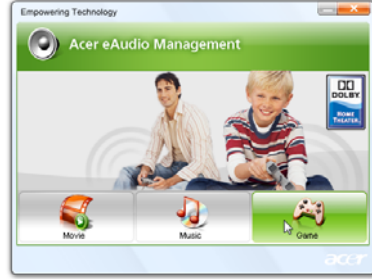 Empowering Technology
Acer eAudio Management
DOLBY
HOME
THEATER
Movie
Music
Game
acer